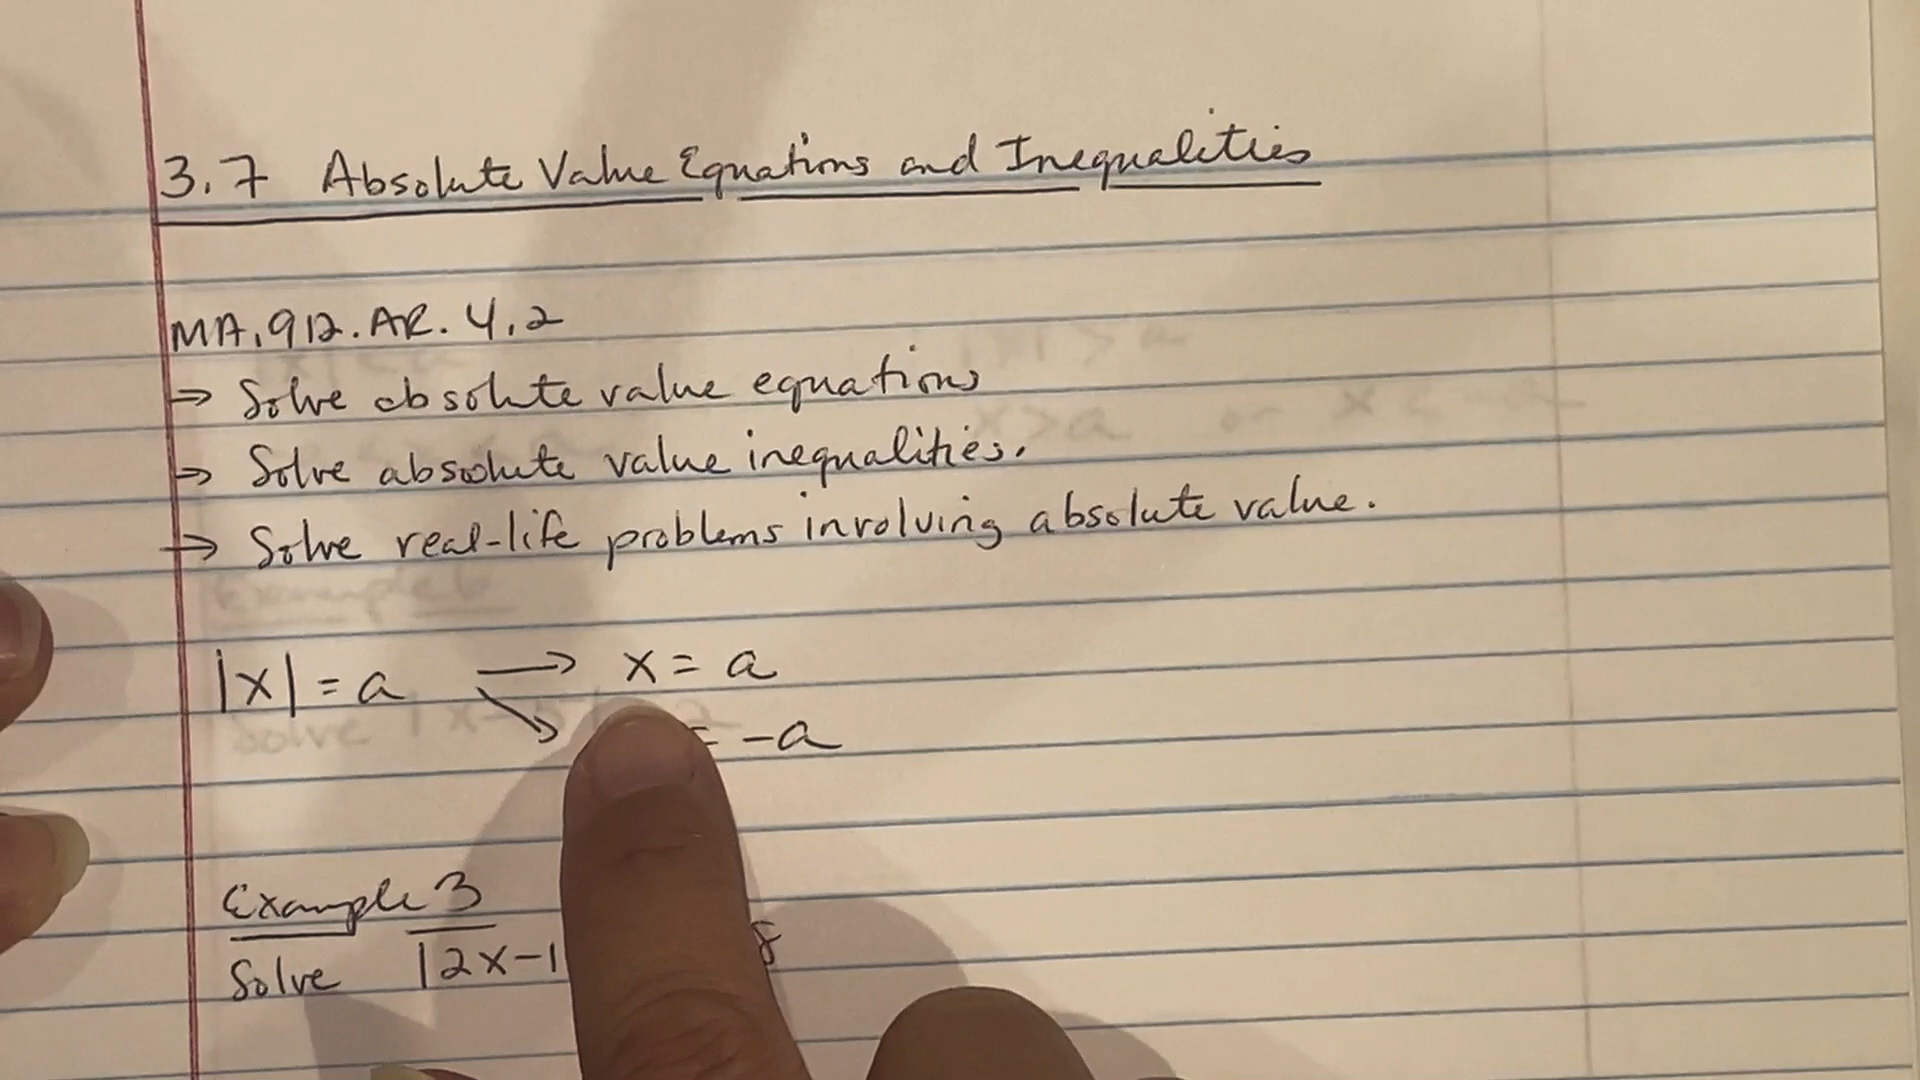 3.7 Absolute Value Equations and Inequalities
MA.912.AR.4.2
→ Solve absolute value equations
→ Solve absolute value inequalities.
→ Solve real-life problems involving absolute value.
|x| = a → x = a
= -a
Example 3
Solve |2x-1